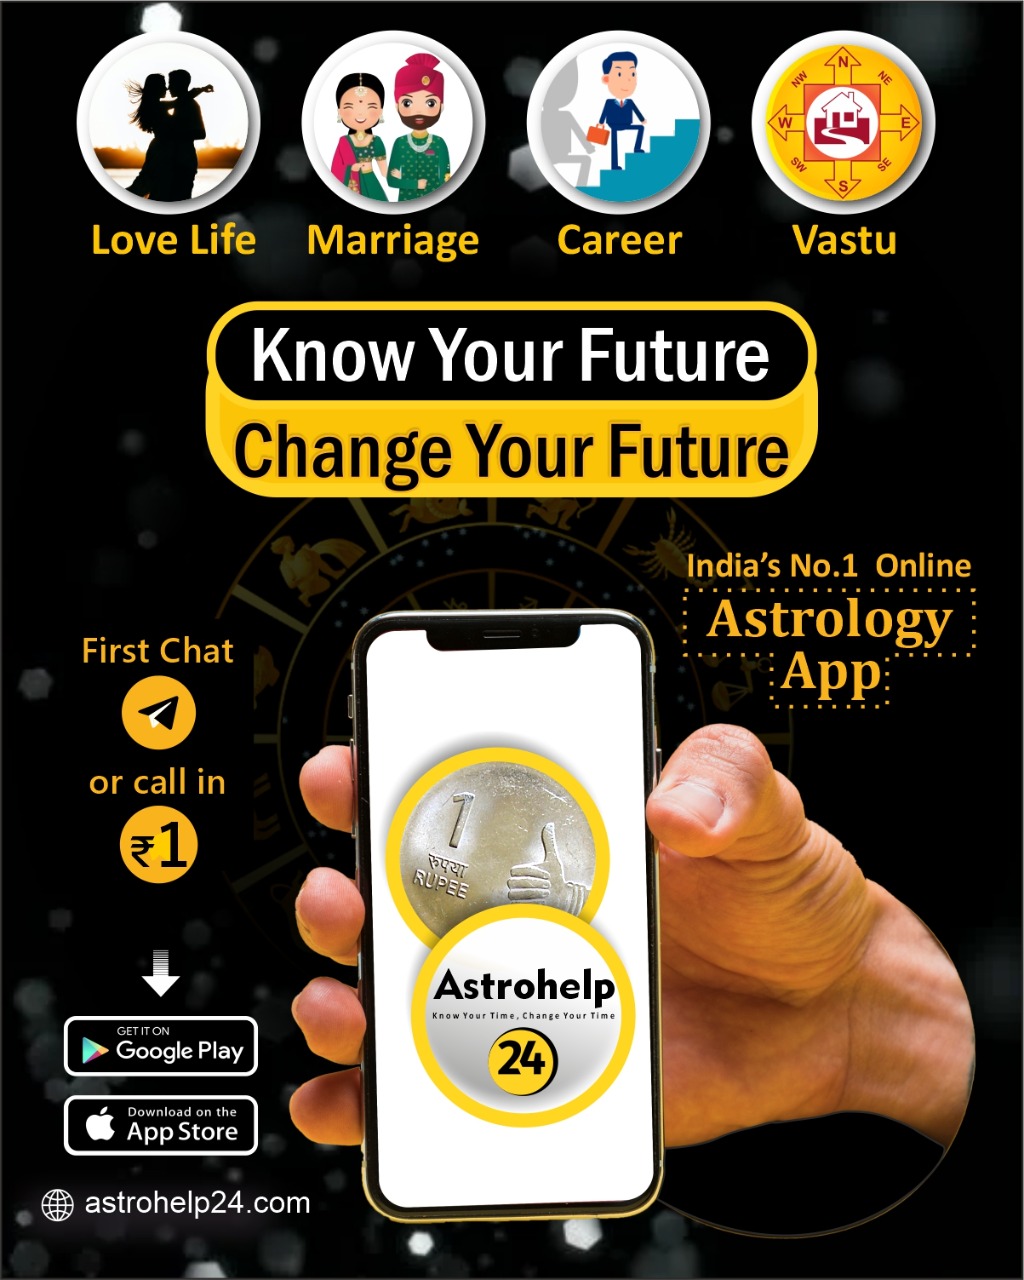 Love Life
Marriage
Career
Vastu
N
NE
E
SE
S
SW
W
NW
Know Your Future
Change Your Future
India's No.1 Online
Astrology
App
First Chat
or call in
₹1
1
रुपया
RUPEE
Astrohelp
Know Your Time, Change Your Time
24
GET IT ON
Google Play
Download on the
App Store
astrohelp24.com